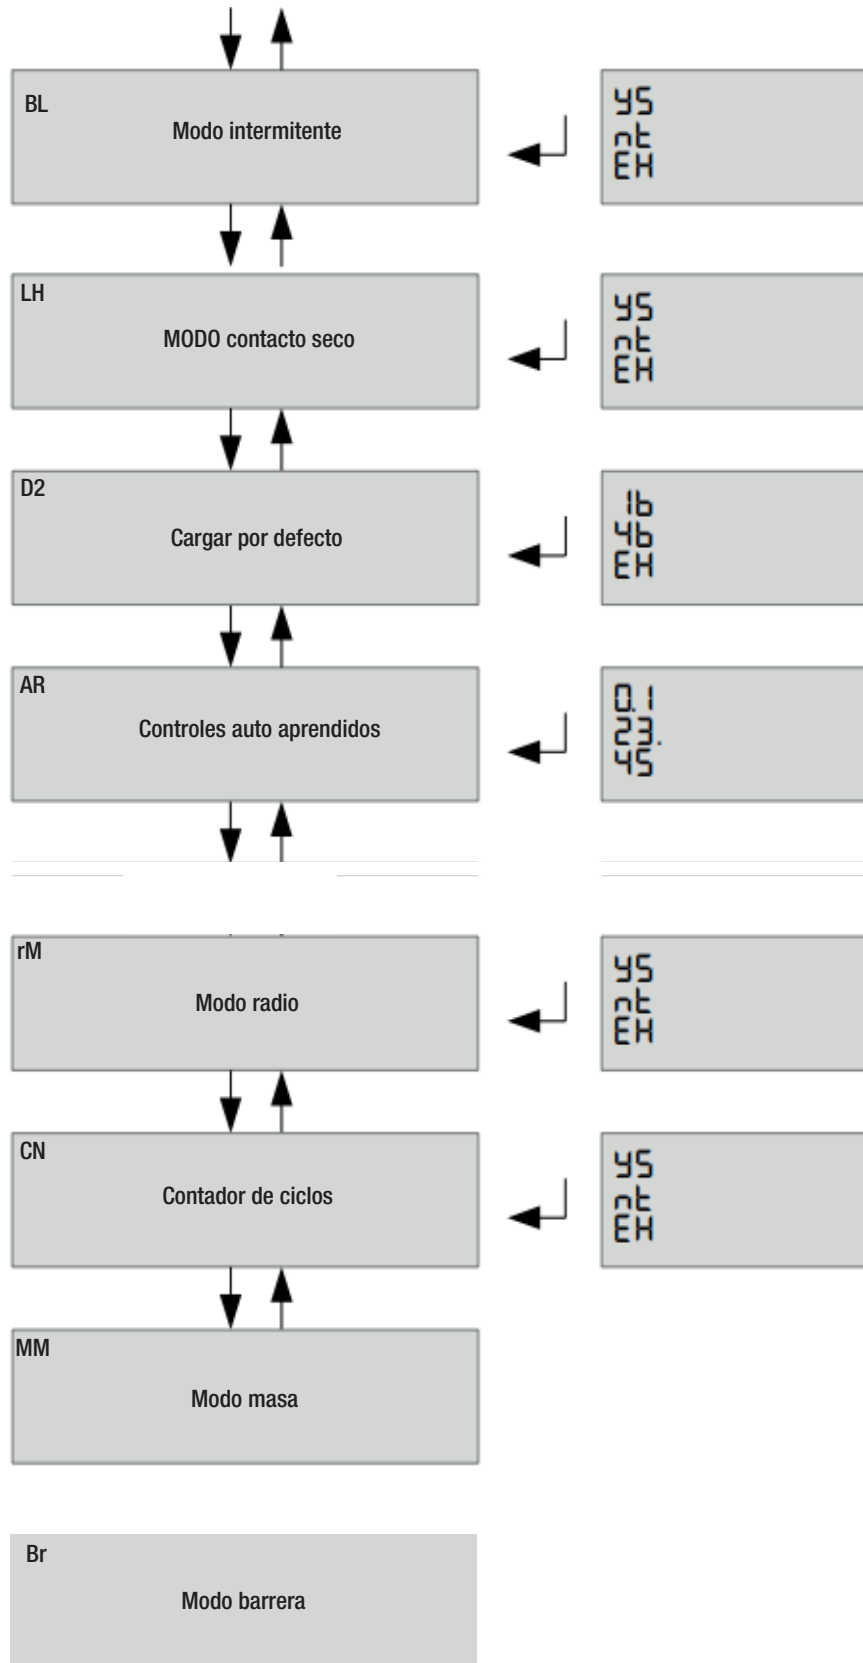 BL
Modo intermitente
YS
nt
EH
LH
MODO contacto seco
YS
nt
EH
D2
Cargar por defecto
1b
4b
EH
AR
Controles auto aprendidos
0.1
23.
45
rM
Modo radio
YS
nt
EH
CN
Contador de ciclos
YS
nt
EH
MM
Modo masa
Br
Modo barrera